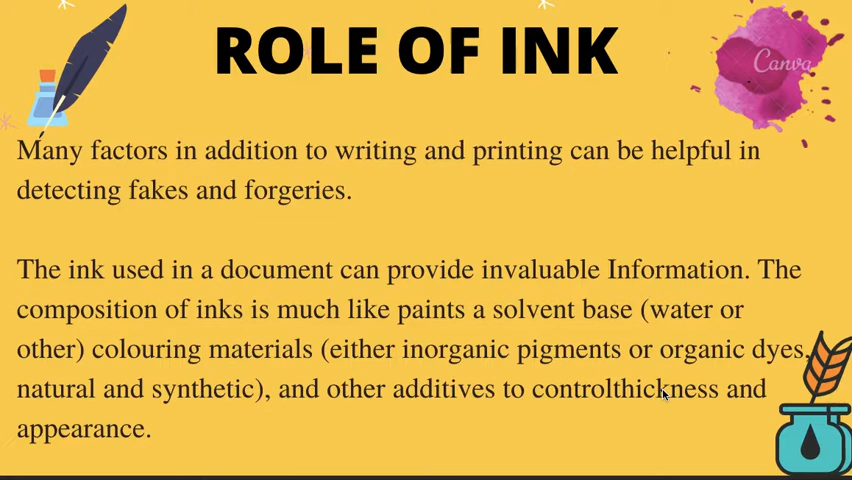 ROLE OF INK
Canva
Many factors in addition to writing and printing can be helpful in
detecting fakes and forgeries.
The ink used in a document can provide invaluable Information. The
composition of inks is much like paints a solvent base (water or
other) colouring materials (either inorganic pigments or organic dyes,
natural and synthetic), and other additives to controlthickness and
appearance.